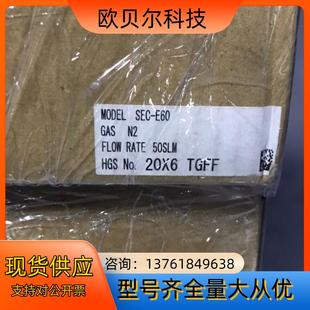 欧贝尔科技
MODEL SEC-E60
GAS N2
FLOW RATE 50SLM
HGS No. 20X6 TGFF
现货供应
支持对公开票
咨询：13761849638
型号齐全量大从优